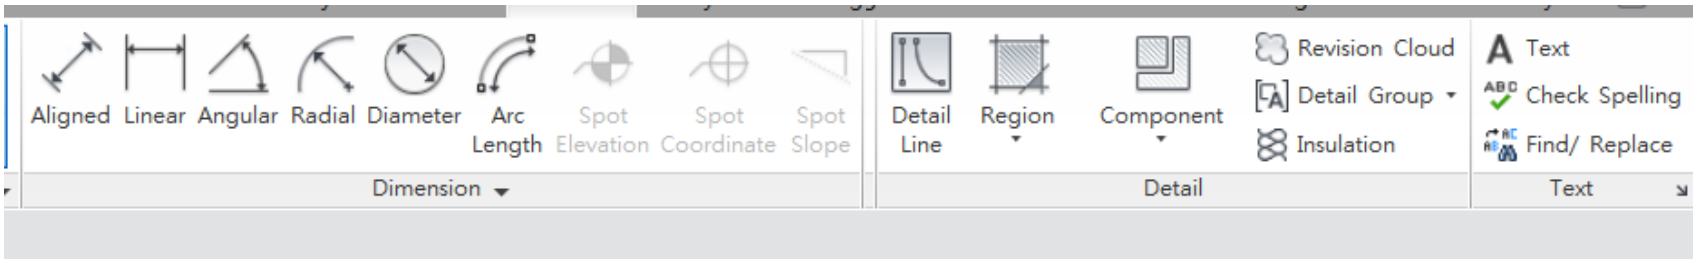 Aligned
Linear
Angular
Radial
Diameter
Arc
Length
Spot
Elevation
Spot
Coordinate
Spot
Slope
Dimension
Detail
Line
Region
Component
Revision Cloud
Detail Group
Insulation
Detail
A Text
ABC Check Spelling
Find/ Replace
Text